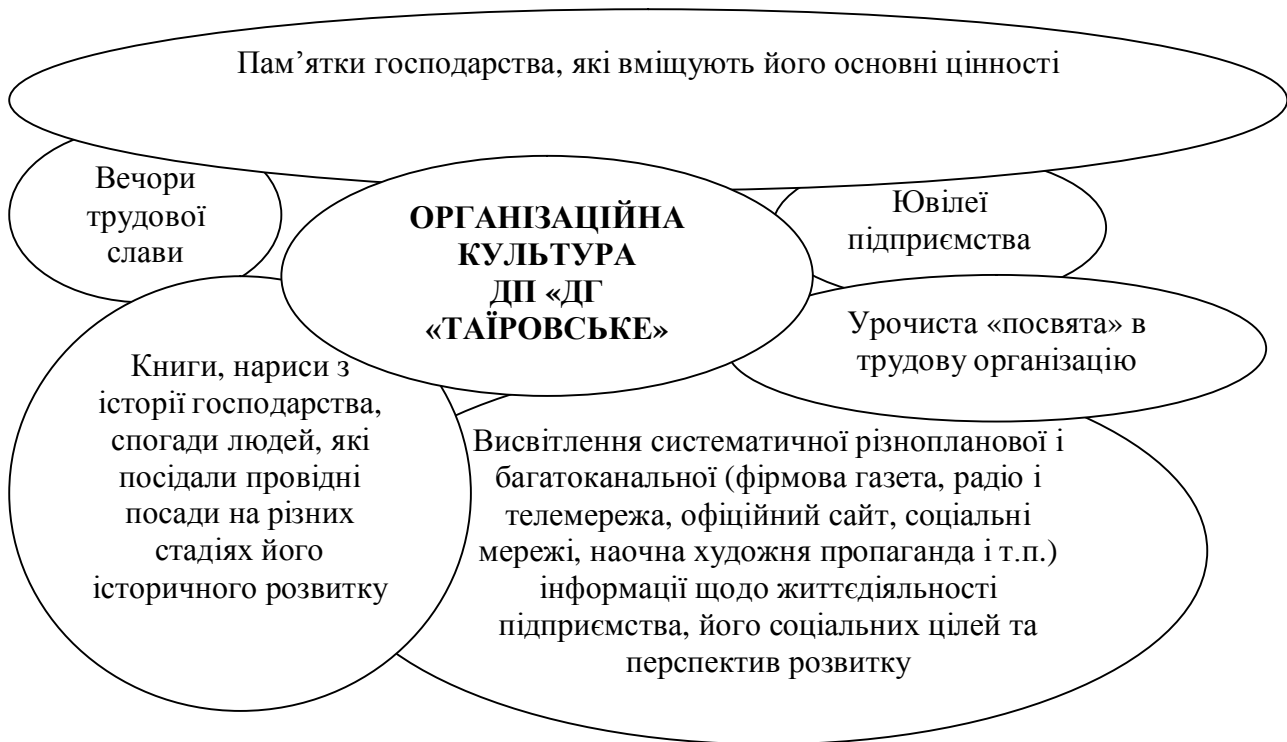 Пам’ятки господарства, які вміщують його основні цінності
Вечори
трудової
слави
ОРГАНІЗАЦІЙНА
КУЛЬТУРА
ДП «ДГ
«ТАЇРОВСЬКЕ»
Ювілеї
підприємства
Урочиста «посвята» в
трудову організацію
Книги, нариси з
історії господарства,
спогади людей, які
посідали провідні
посади на різних
стадіях його
історичного розвитку
Висвітлення систематичної різнопланової і
багатоканальної (фірмова газета, радіо і
телемережа, офіційний сайт, соціальні
мережі, наочна художня пропаганда і т.п.)
інформації щодо життєдіяльності
підприємства, його соціальних цілей та
перспектив розвитку